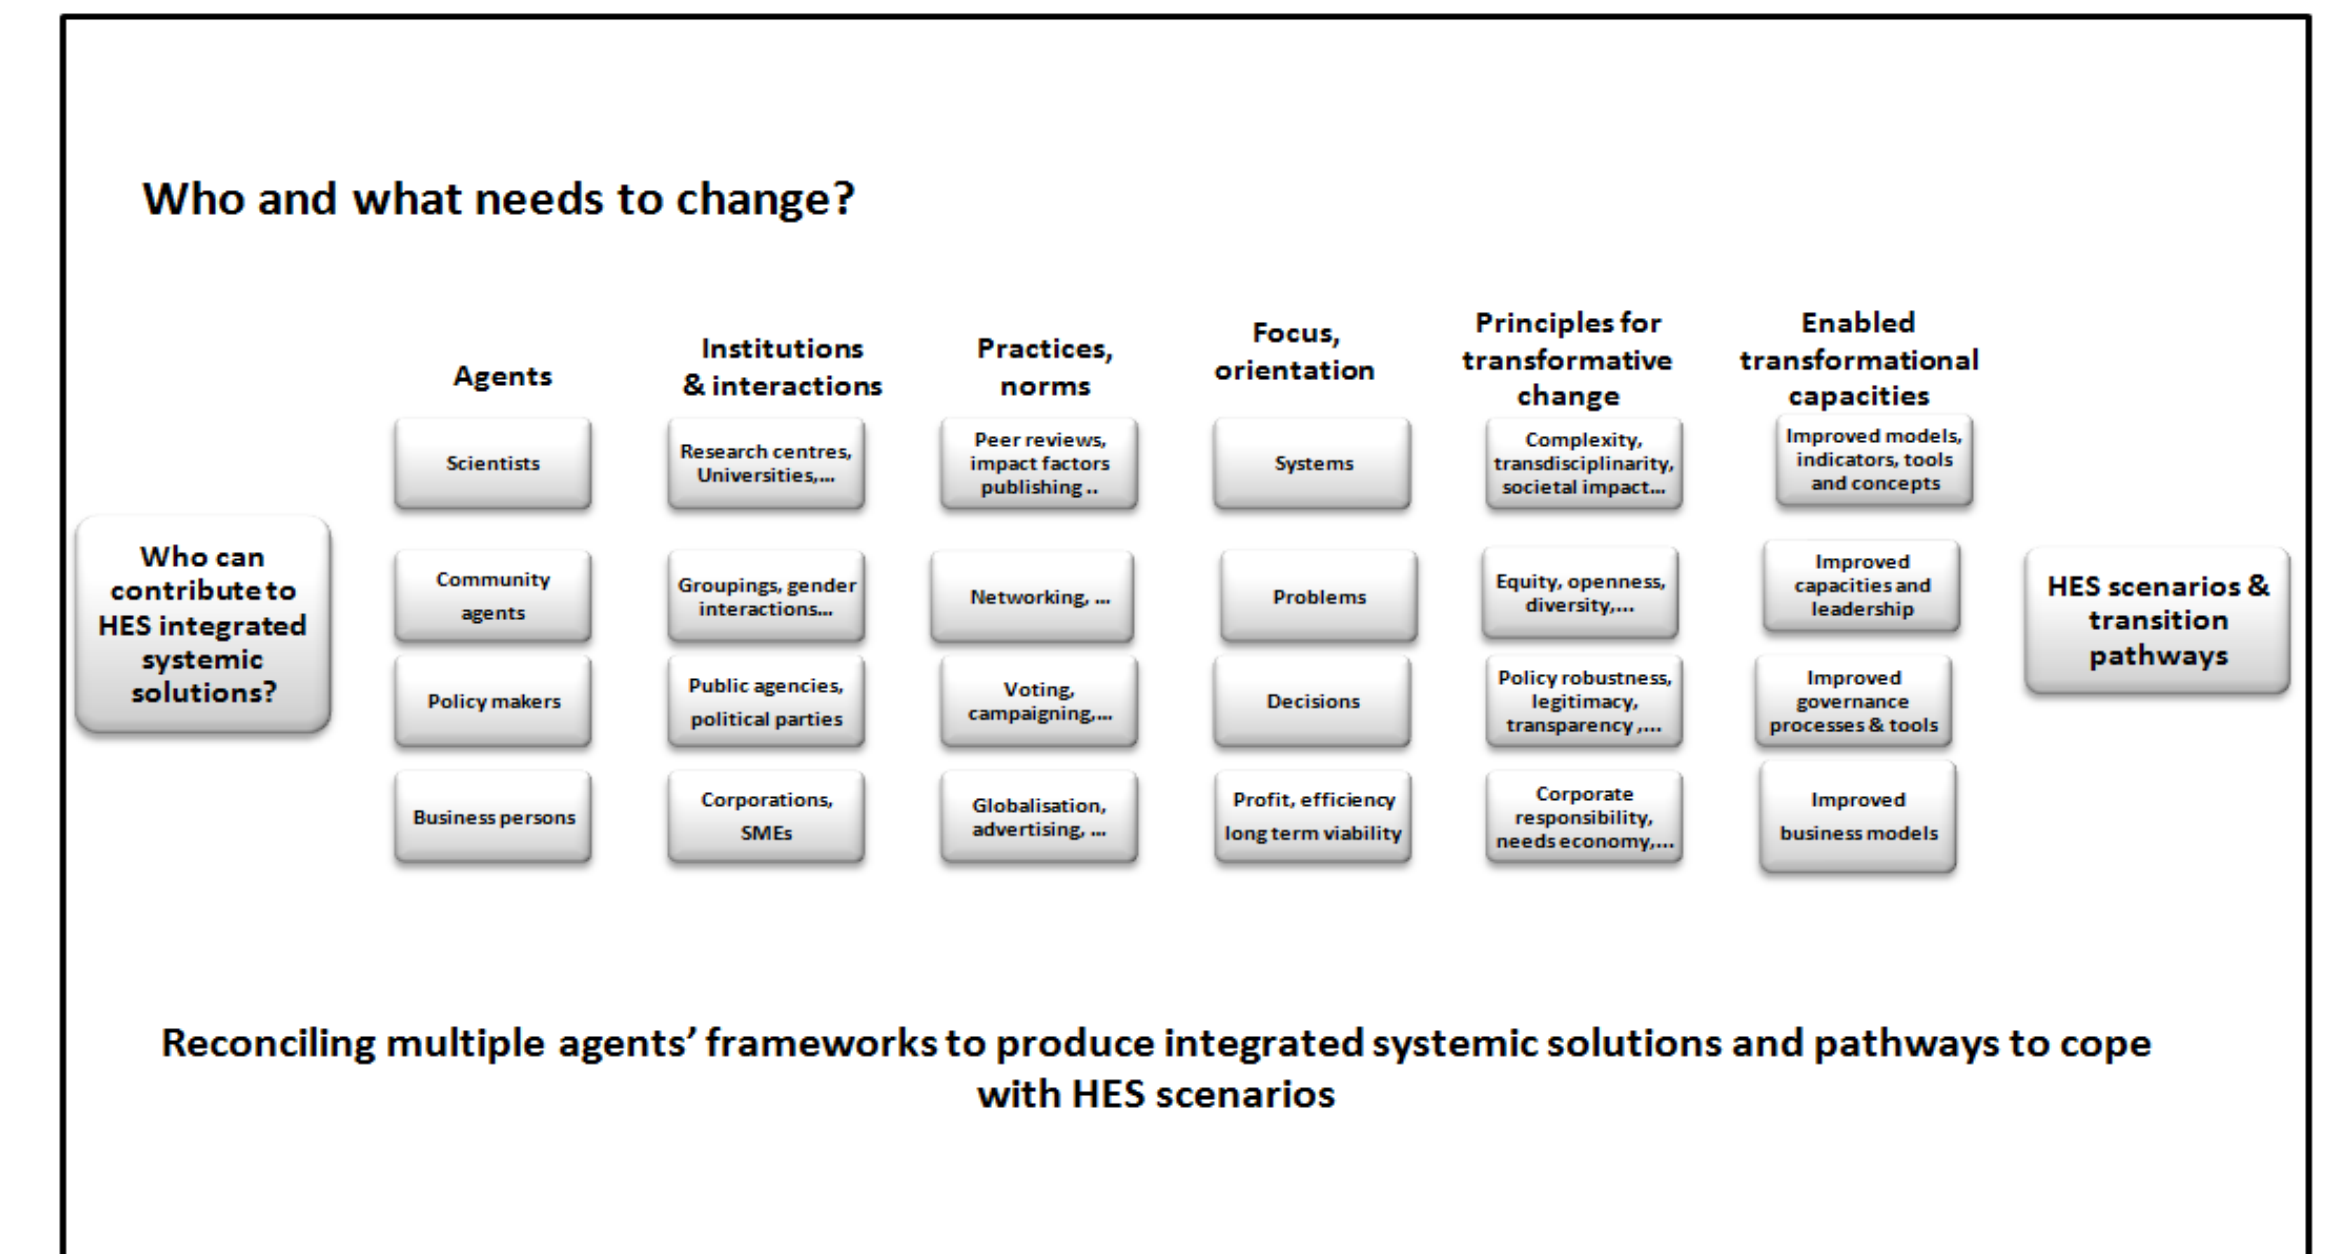 Who and what needs to change?
Who can
contribute to
HES integrated
systemic
solutions?
Agents
Scientists
Community
agents
Policy makers
Business persons
Institutions
& interactions
Research centres,
Universities,...
Groupings, gender
interactions...
Public agencies,
political parties
Corporations,
SMEs
Practices,
norms
Peer reviews,
impact factors
publishing ..
Networking, ...
Voting,
campaigning,...
Globalisation,
advertising, ...
Focus,
orientation
Systems
Problems
Decisions
Profit, efficiency
long term viability
Principles for
transformative
change
Complexity,
transdisciplinarity,
societal impact...
Equity, openness,
diversity,...
Policy robustness,
legitimacy,
transparency ,...
Corporate
responsibility,
needs economy,...
Enabled
transformational
capacities
Improved models,
indicators, tools
and concepts
Improved
capacities and
leadership
Improved
governance
processes & tools
Improved
business models
HES scenarios &
transition
pathways
Reconciling multiple agents’ frameworks to produce integrated systemic solutions and pathways to cope
with HES scenarios